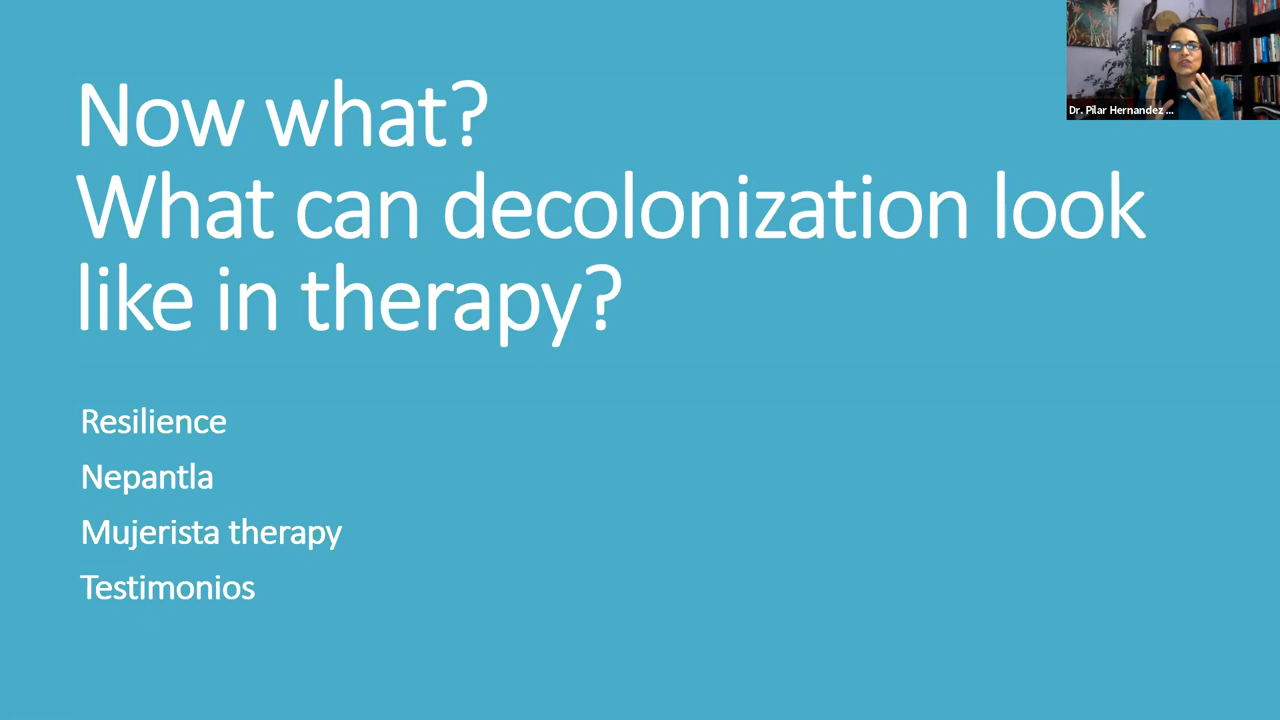 Now what?
What can decolonization look
like in therapy?
Resilience
Nepantla
Mujerista therapy
Testimonios
Dr. Pilar Hernandez ...